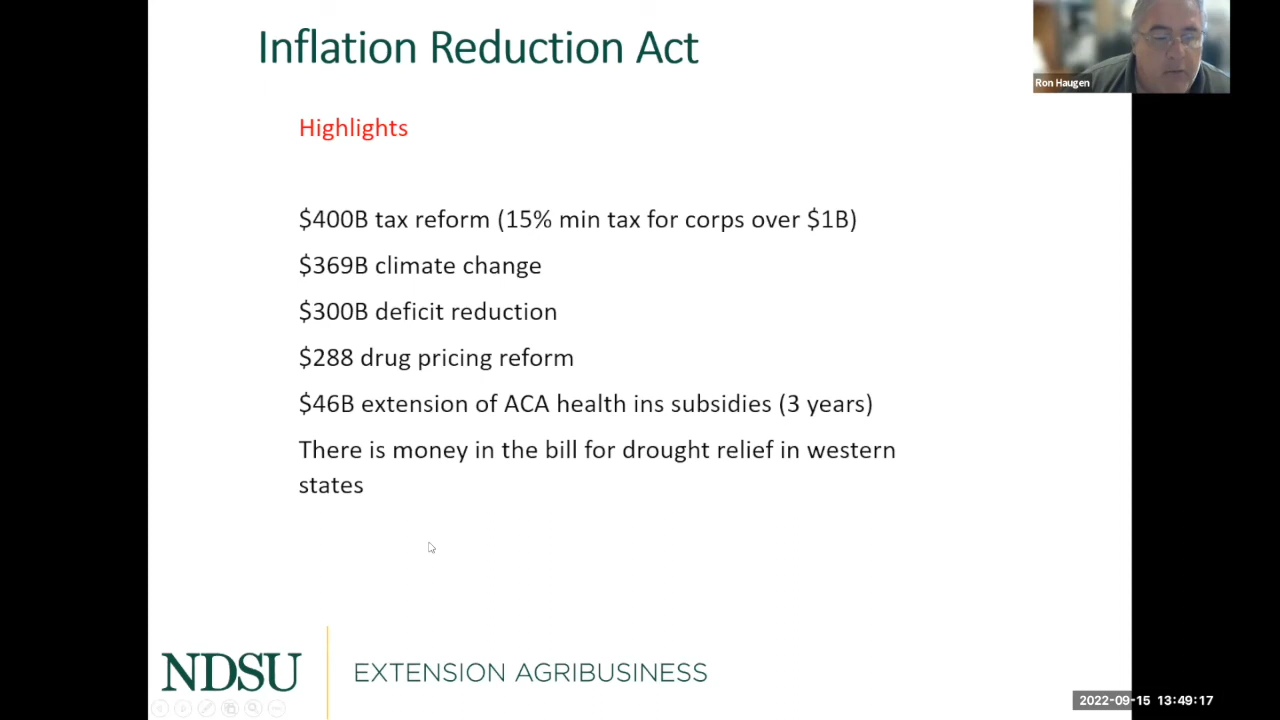 Inflation Reduction Act
Ron Haugen
Highlights
$400B tax reform (15% min tax for corps over $1B)
$369B climate change
$300B deficit reduction
$288 drug pricing reform
$46B extension of ACA health ins subsidies (3 years)
There is money in the bill for drought relief in western
states
NDSU
EXTENSION AGRIBUSINESS
2022-09-15 13:49:17